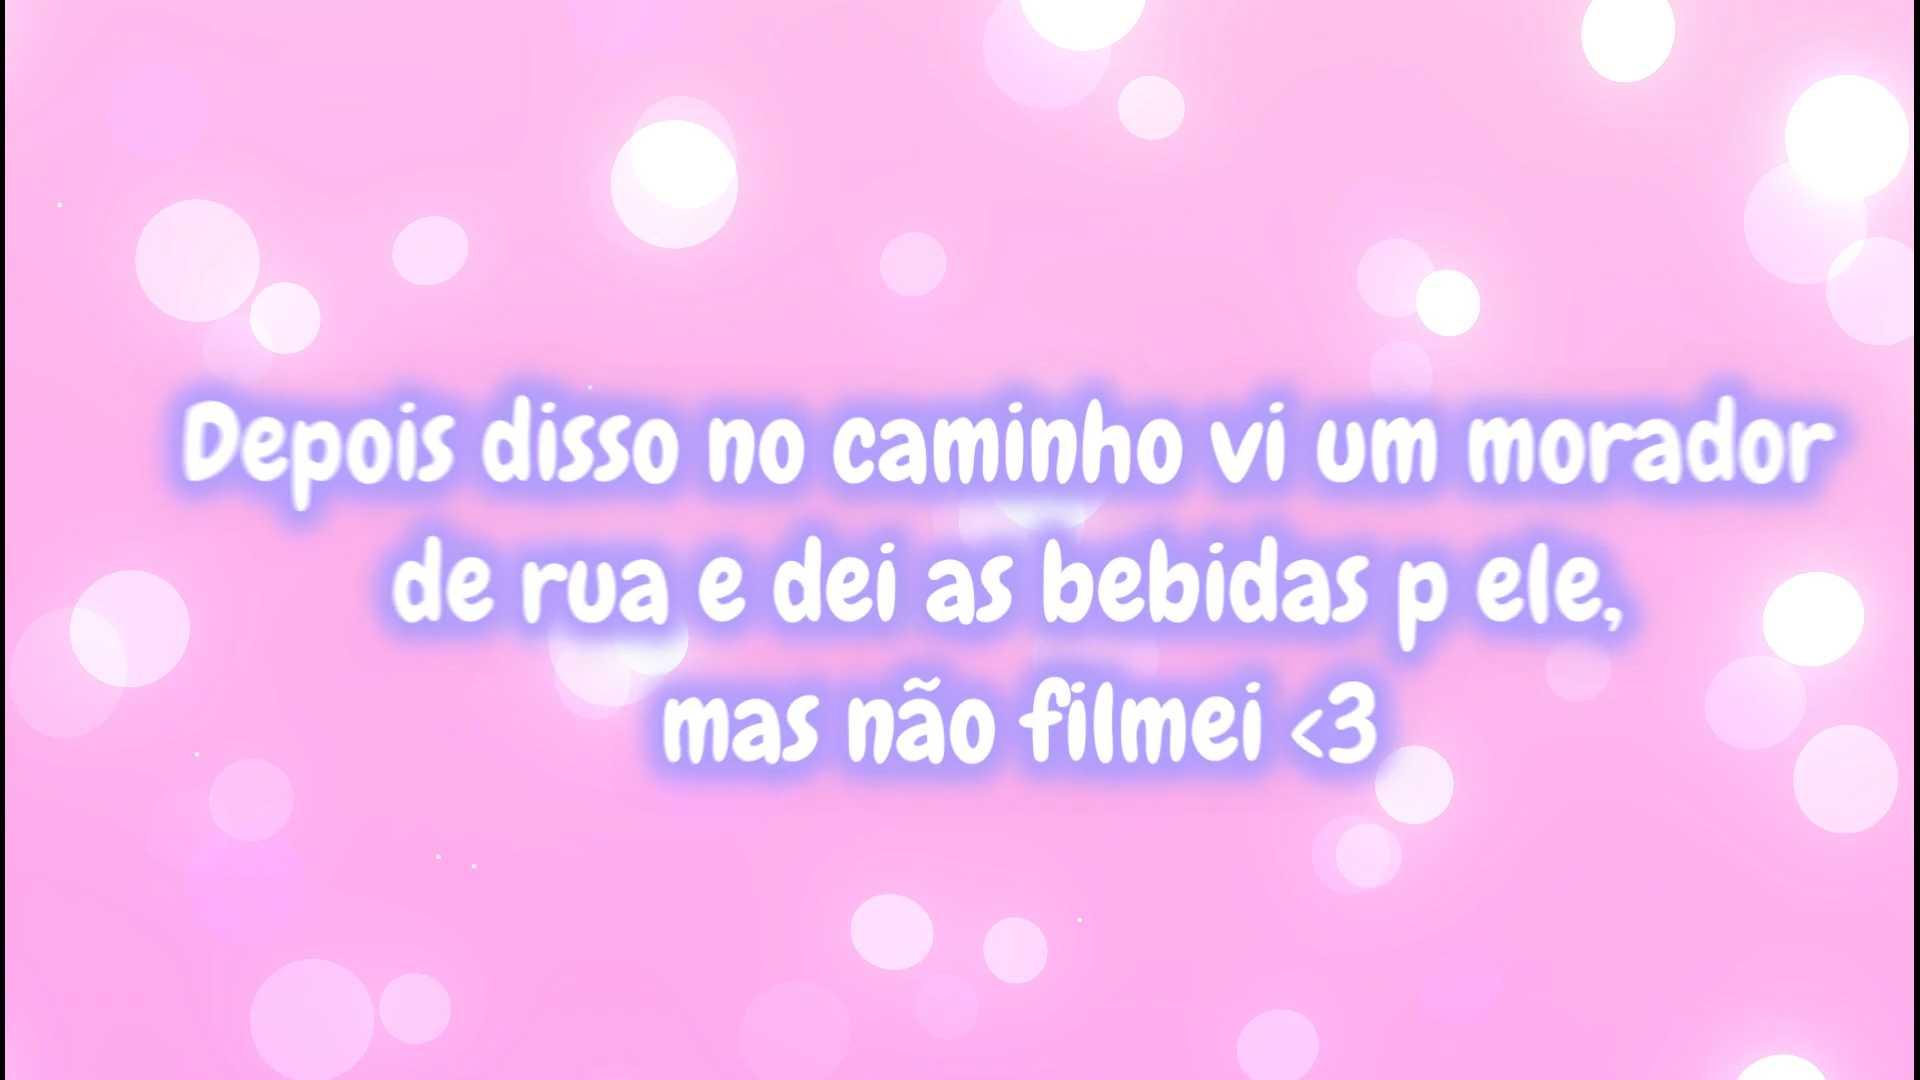 Depois disso no caminho vi um morador
de rua e dei as bebidas p ele,
mas não filmei <3